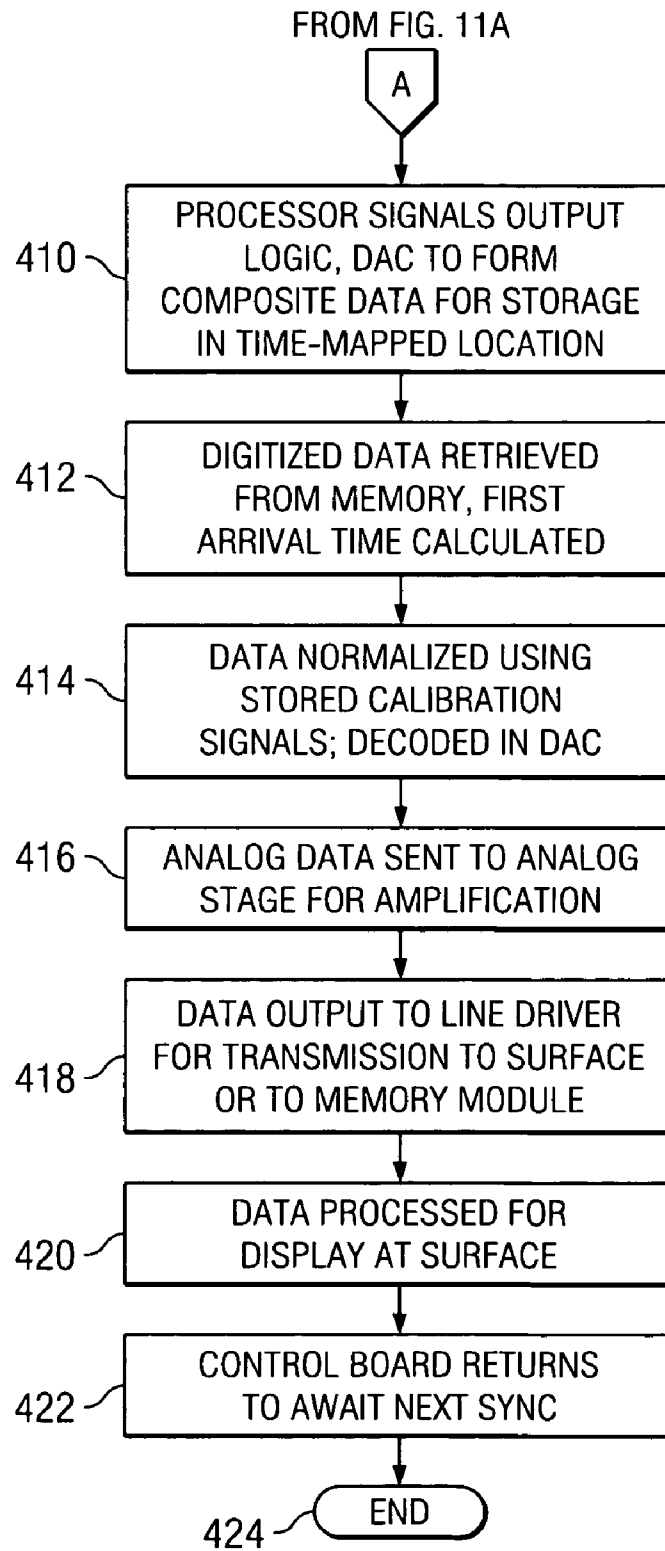 FROM FIG. 11A
A
410
PROCESSOR SIGNALS OUTPUT
LOGIC, DAC TO FORM
COMPOSITE DATA FOR STORAGE
IN TIME-MAPPED LOCATION
412
DIGITIZED DATA RETRIEVED
FROM MEMORY, FIRST
ARRIVAL TIME CALCULATED
414
DATA NORMALIZED USING
STORED CALIBRATION
SIGNALS; DECODED IN DAC
416
ANALOG DATA SENT TO ANALOG
STAGE FOR AMPLIFICATION
418
DATA OUTPUT TO LINE DRIVER
FOR TRANSMISSION TO SURFACE
OR TO MEMORY MODULE
420
DATA PROCESSED FOR
DISPLAY AT SURFACE
422
CONTROL BOARD RETURNS
TO AWAIT NEXT SYNC
424
END